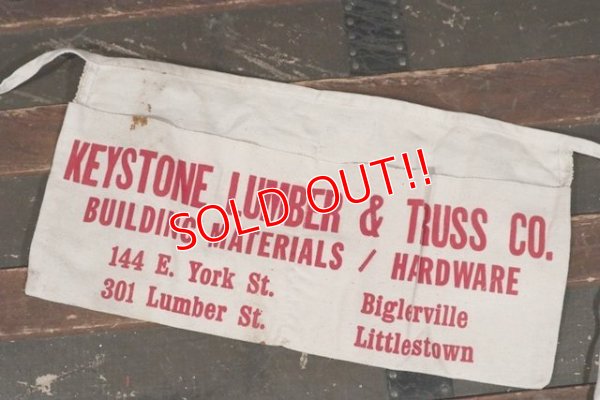 KEYSTONE LUMBER & TRUSS CO.
SOLD OUT!!
BUILDING MATERIALS / HARDWARE
144 E. York St. Biglerville
301 Lumber St. Littlestown